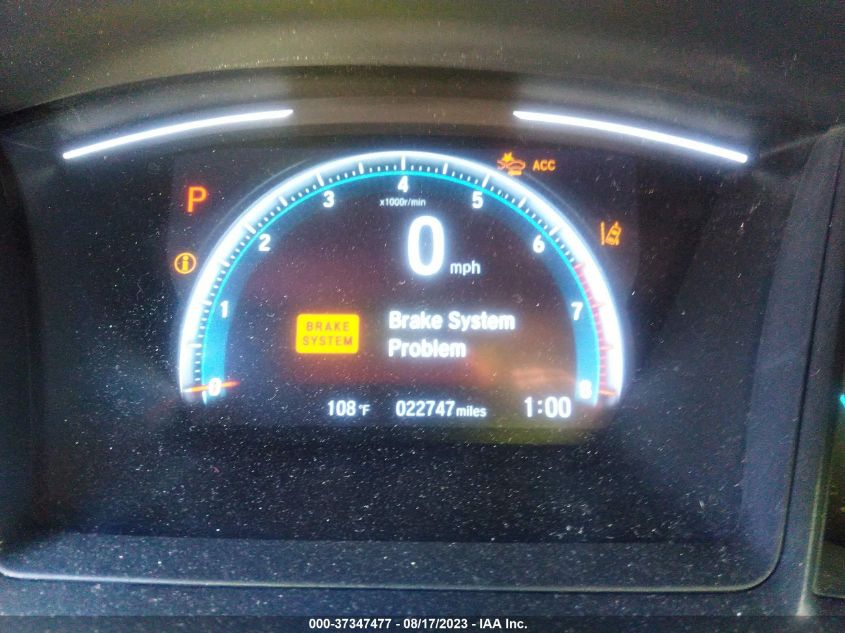 ACC
P
x1000r/min
0 1 2 3 4 5 6 7 8
0 mph
BRAKE
SYSTEM
Brake System
Problem
108°F 022747 miles 1:00
000-37347477 - 08/17/2023 - IAA Inc.